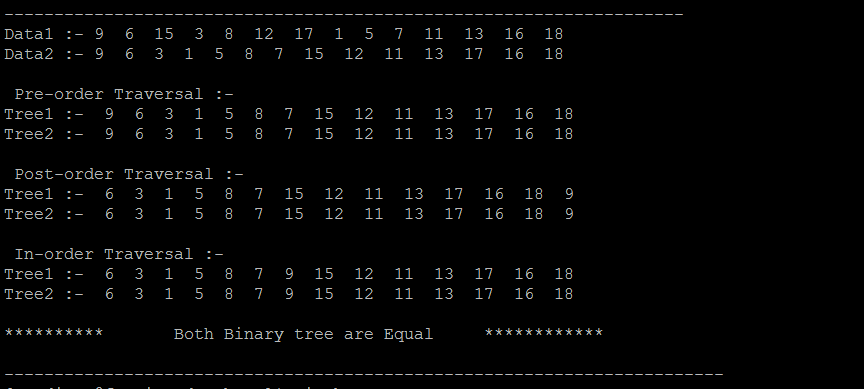 Data1 :- 9 6 15 3 8 12 17 1 5 7 11 13 16 18
Data2 :- 9 6 3 1 5 8 7 15 12 11 13 17 16 18
Pre-order Traversal :-
Tree1 :- 9 6 3 1 5 8 7 15 12 11 13 17 16 18
Tree2 :- 9 6 3 1 5 8 7 15 12 11 13 17 16 18
Post-order Traversal :-
Tree1 :- 6 3 1 5 8 7 15 12 11 13 17 16 18 9
Tree2 :- 6 3 1 5 8 7 15 12 11 13 17 16 18 9
In-order Traversal :-
Tree1 :- 6 3 1 5 8 7 9 15 12 11 13 17 16 18
Tree2 :- 6 3 1 5 8 7 9 15 12 11 13 17 16 18
********** Both Binary tree are Equal ************